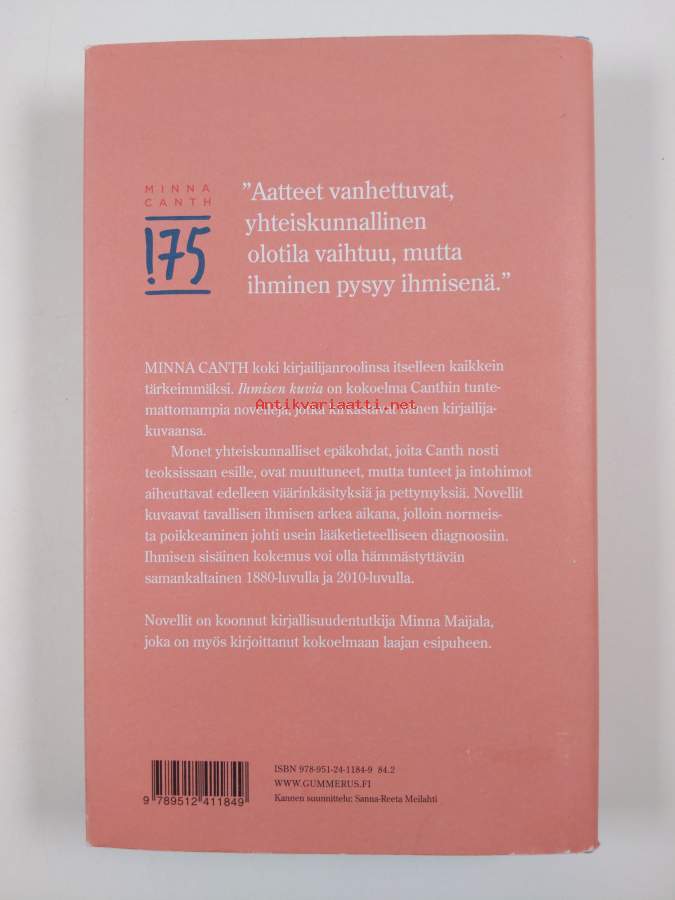 MINNA
CANTH
175
”Aatteet vanhettuvat,
yhteiskunnallinen
olotila vaihtuu, mutta
ihminen pysyy ihmisenä.”
MINNA CANTH koki kirjailijanroolinsa itselleen kaikkein
tärkeimmäksi. Ihmisen kuvia on kokoelma Canthin tunte-
mattomampia novelleja, jotka kirkastavat hänen kirjailija-
Antikvariaatti.net
kuvaansa.
Monet yhteiskunnalliset epäkohdat, joita Canth nosti
teoksissaan esille, ovat muuttuneet, mutta tunteet ja intohimot
aiheuttavat edelleen väärinkäsityksiä ja pettymyksiä. Novellit
kuvaavat tavallisen ihmisen arkea aikana, jolloin normeis-
ta poikkeaminen johti usein lääketieteelliseen diagnoosiin.
Ihmisen sisäinen kokemus voi olla hämmästyttävän
samankaltainen 1880-luvulla ja 2010-luvulla.
Novellit on koonnut kirjallisuudentutkija Minna Maijala,
joka on myös kirjoittanut kokoelmaan laajan esipuheen.
ISBN 978-951-24-1184-9 84.2
WWW.GUMMERUS.FI
Kannen suunnittelu: Sanna-Reeta Meilahti
9 789512 411849